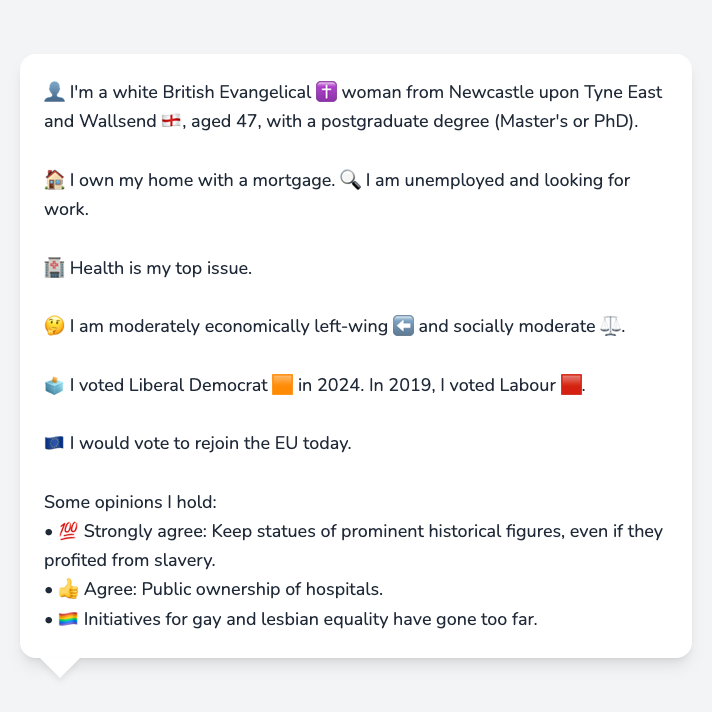 👤 I'm a white British Evangelical ✝️ woman from Newcastle upon Tyne East
and Wallsend 🏴󠁧󠁢󠁥󠁮󠁧󠁿, aged 47, with a postgraduate degree (Master's or PhD).
🏠 I own my home with a mortgage. 🔍 I am unemployed and looking for
work.
🏥 Health is my top issue.
🤔 I am moderately economically left-wing ⬅️ and socially moderate ⚖️.
🗳️ I voted Liberal Democrat 🟧 in 2024. In 2019, I voted Labour 🟥.
🇪🇺 I would vote to rejoin the EU today.
Some opinions I hold:
• 💯 Strongly agree: Keep statues of prominent historical figures, even if they
profited from slavery.
• 👍 Agree: Public ownership of hospitals.
• 🏳️‍🌈 Initiatives for gay and lesbian equality have gone too far.